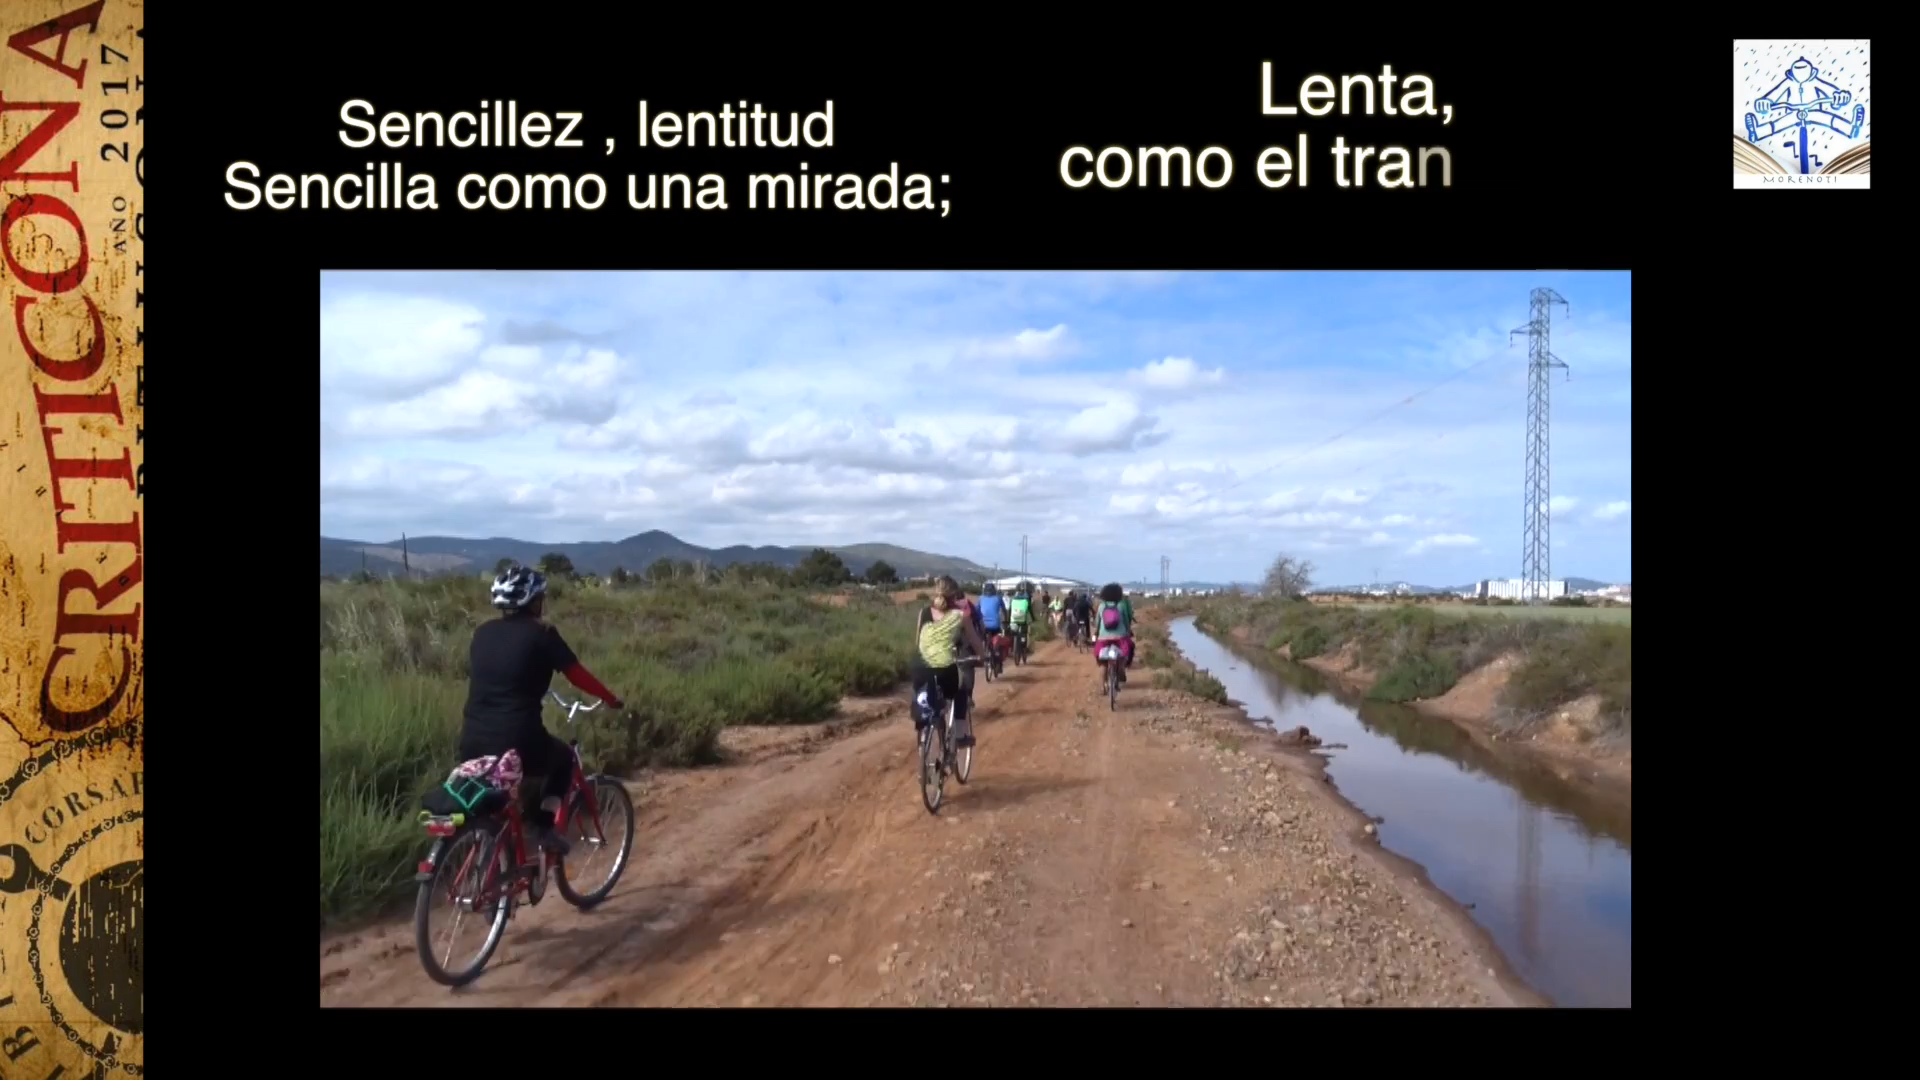 Sencillez , lentitud
Sencilla como una mirada;
Lenta,
como el tran
MORENOTI
CRITICONA
AÑO 2017
CORSAR